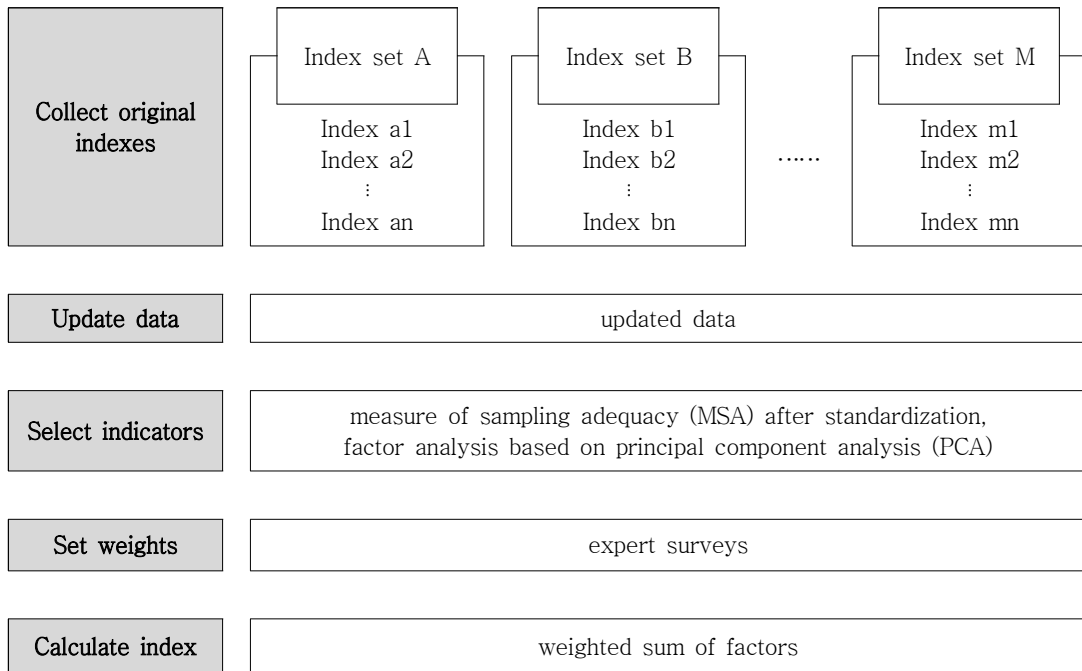 Collect original
indexes
Index set A
Index a1
Index a2
⋮
Index an
Index set B
Index b1
Index b2
⋮
Index bn
······
Index set M
Index m1
Index m2
⋮
Index mn
Update data
updated data
Select indicators
measure of sampling adequacy (MSA) after standardization,
factor analysis based on principal component analysis (PCA)
Set weights
expert surveys
Calculate index
weighted sum of factors